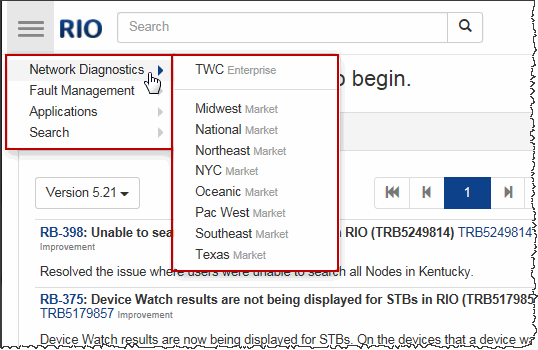 RIO
Search
Network Diagnostics
Fault Management
Applications
Search
TWC Enterprise
Midwest Market
National Market
Northeast Market
NYC Market
Oceanic Market
Pac West Market
Southeast Market
Texas Market
o begin.
Version 5.21
1
RB-398: Unable to sea n RIO (TRB5249814) TRB5249814
Improvement
Resolved the issue where users were unable to search all Nodes in Kentucky.
RB-375: Device Watch results are not being displayed for STBs in RIO (TRB517985
TRB5179857 Improvement
Device Watch results are now being displayed for STBs. On the devices that a device wa